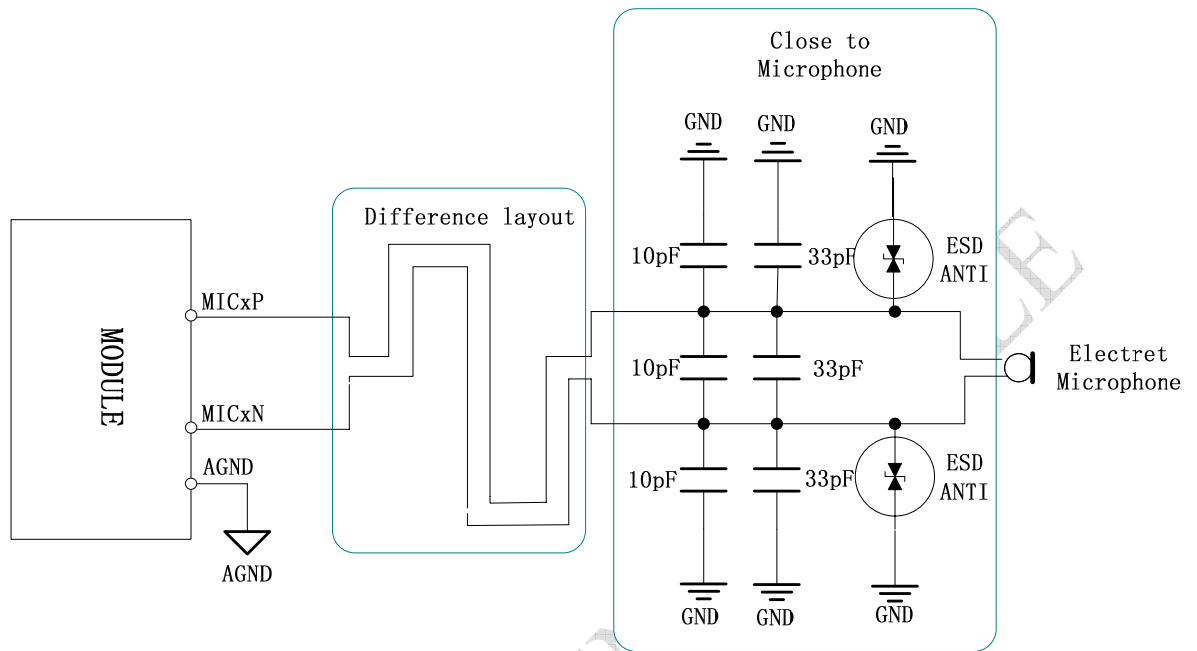 Close to
Microphone
GND
GND
GND
Difference layout
10pF
33pF
ESD
ANTI
MICxP
MODULE
10pF
33pF
Electret
Microphone
MICxN
AGND
10pF
33pF
ESD
ANTI
AGND
GND
GND
GND